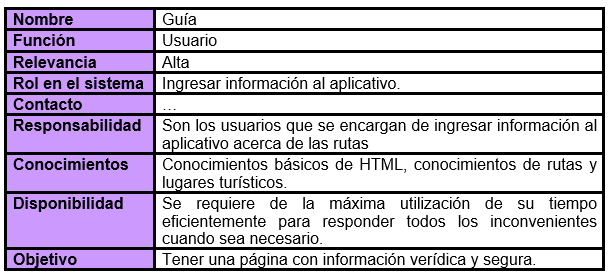 Nombre Guía
Función Usuario
Relevancia Alta
Rol en el sistema Ingresar información al aplicativo.
Contacto …
Responsabilidad Son los usuarios que se encargan de ingresar información al
aplicativo acerca de las rutas
Conocimientos Conocimientos básicos de HTML, conocimientos de rutas y
lugares turísticos.
Disponibilidad Se requiere de la máxima utilización de su tiempo
eficientemente para responder todos los inconvenientes
cuando sea necesario.
Objetivo Tener una página con información verídica y segura.